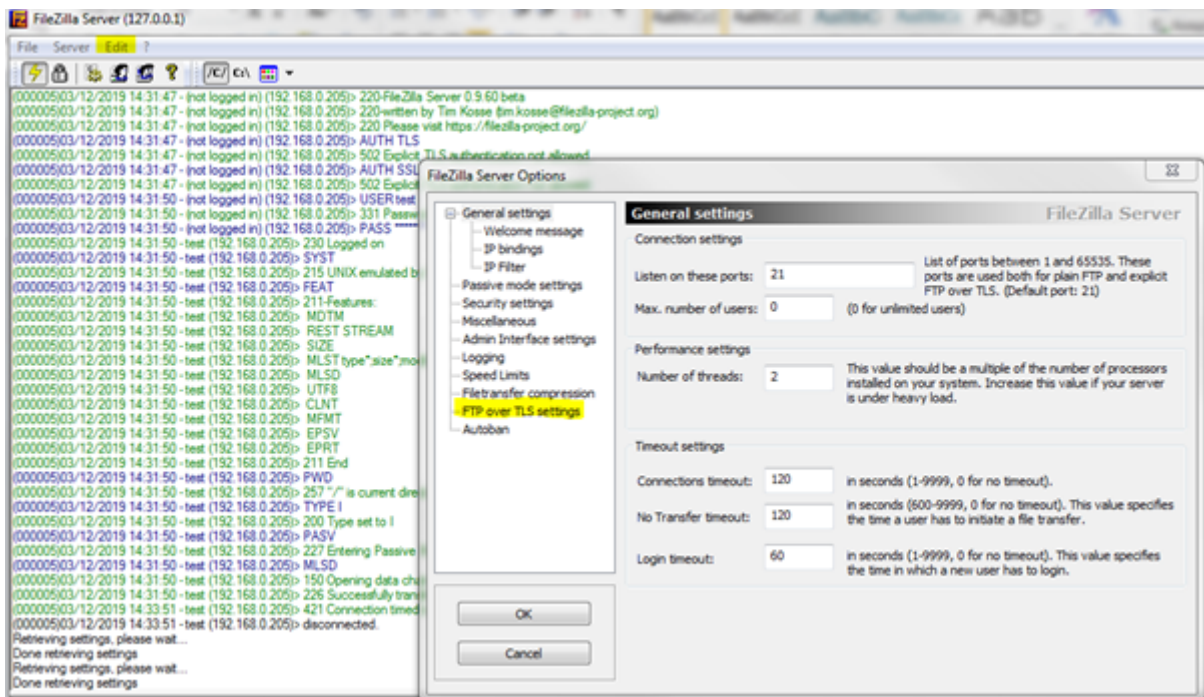 FileZilla Server (127.0.0.1)
File Server Edit ?
/C/ C:\
(000005)03/12/2019 14:31:47 - (not logged in) (192.168.0.205)> 220-FileZilla Server 0.9.60 beta
(000005)03/12/2019 14:31:47 - (not logged in) (192.168.0.205)> 220-written by Tim Kosse (tim.kosse@filezilla-project.org)
(000005)03/12/2019 14:31:47 - (not logged in) (192.168.0.205)> 220 Please visit https://filezilla-project.org/
(000005)03/12/2019 14:31:47 - (not logged in) (192.168.0.205)> AUTH TLS
(000005)03/12/2019 14:31:47 - (not logged in) (192.168.0.205)> 502 Explicit TLS authentication not allowed
(000005)03/12/2019 14:31:47 - (not logged in) (192.168.0.205)> AUTH SSL
(000005)03/12/2019 14:31:47 - (not logged in) (192.168.0.205)> 502 Explicit
(000005)03/12/2019 14:31:50 - (not logged in) (192.168.0.205)> USER test
(000005)03/12/2019 14:31:50 - (not logged in) (192.168.0.205)> 331 Passw
(000005)03/12/2019 14:31:50 - (not logged in) (192.168.0.205)> PASS ****
(000005)03/12/2019 14:31:50 - test (192.168.0.205)> 230 Logged on
(000005)03/12/2019 14:31:50 - test (192.168.0.205)> SYST
(000005)03/12/2019 14:31:50 - test (192.168.0.205)> 215 UNIX emulated b
(000005)03/12/2019 14:31:50 - test (192.168.0.205)> FEAT
(000005)03/12/2019 14:31:50 - test (192.168.0.205)> 211-Features:
(000005)03/12/2019 14:31:50 - test (192.168.0.205)> MDTM
(000005)03/12/2019 14:31:50 - test (192.168.0.205)> REST STREAM
(000005)03/12/2019 14:31:50 - test (192.168.0.205)> SIZE
(000005)03/12/2019 14:31:50 - test (192.168.0.205)> MLST type*;size*;mod
(000005)03/12/2019 14:31:50 - test (192.168.0.205)> MLSD
(000005)03/12/2019 14:31:50 - test (192.168.0.205)> UTF8
(000005)03/12/2019 14:31:50 - test (192.168.0.205)> CLNT
(000005)03/12/2019 14:31:50 - test (192.168.0.205)> MFMT
(000005)03/12/2019 14:31:50 - test (192.168.0.205)> EPSV
(000005)03/12/2019 14:31:50 - test (192.168.0.205)> EPRT
(000005)03/12/2019 14:31:50 - test (192.168.0.205)> 211 End
(000005)03/12/2019 14:31:50 - test (192.168.0.205)> PWD
(000005)03/12/2019 14:31:50 - test (192.168.0.205)> 257 "/" is current dire
(000005)03/12/2019 14:31:50 - test (192.168.0.205)> TYPE I
(000005)03/12/2019 14:31:50 - test (192.168.0.205)> 200 Type set to I
(000005)03/12/2019 14:31:50 - test (192.168.0.205)> PASV
(000005)03/12/2019 14:31:50 - test (192.168.0.205)> 227 Entering Passive
(000005)03/12/2019 14:31:50 - test (192.168.0.205)> MLSD
(000005)03/12/2019 14:31:50 - test (192.168.0.205)> 150 Opening data cha
(000005)03/12/2019 14:31:50 - test (192.168.0.205)> 226 Successfully tran
(000005)03/12/2019 14:33:51 - test (192.168.0.205)> 421 Connection timed
(000005)03/12/2019 14:33:51 - test (192.168.0.205)> disconnected.
Retrieving settings, please wait...
Done retrieving settings
Retrieving settings, please wait...
Done retrieving settings
FileZilla Server Options
General settings
Welcome message
IP bindings
IP Filter
Passive mode settings
Security settings
Miscellaneous
Admin Interface settings
Logging
Speed Limits
Filetransfer compression
FTP over TLS settings
Autoban
OK
Cancel
General settings FileZilla Server
Connection settings
Listen on these ports: 21
List of ports between 1 and 65535. These
ports are used both for plain FTP and explicit
FTP over TLS. (Default port: 21)
Max. number of users: 0 (0 for unlimited users)
Performance settings
Number of threads: 2
This value should be a multiple of the number of processors
installed on your system. Increase this value if your server
is under heavy load.
Timeout settings
Connections timeout: 120 in seconds (1-9999, 0 for no timeout).
No Transfer timeout: 120
in seconds (600-9999, 0 for no timeout). This value specifies
the time a user has to initiate a file transfer.
Login timeout: 60
in seconds (1-9999, 0 for no timeout). This value specifies
the time in which a new user has to login.